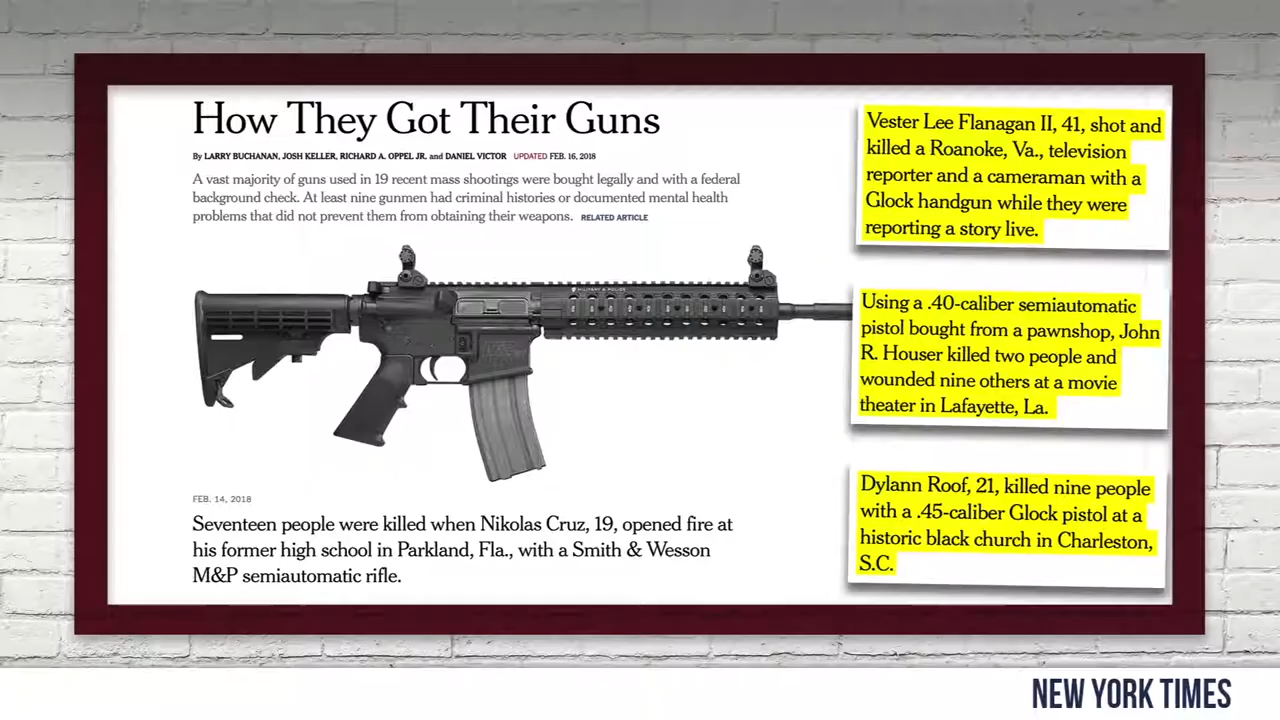 How They Got Their Guns
By LARRY BUCHANAN, JOSH KELLER, RICHARD A. OPPEL JR. and DANIEL VICTOR UPDATED FEB. 16, 2018
A vast majority of guns used in 19 recent mass shootings were bought legally and with a federal
background check. At least nine gunmen had criminal histories or documented mental health
problems that did not prevent them from obtaining their weapons. RELATED ARTICLE
MILITARY & POLICE
FEB. 14, 2018
Seventeen people were killed when Nikolas Cruz, 19, opened fire at
his former high school in Parkland, Fla., with a Smith & Wesson
M&P semiautomatic rifle.
Vester Lee Flanagan II, 41, shot and
killed a Roanoke, Va., television
reporter and a cameraman with a
Glock handgun while they were
reporting a story live.
Using a .40-caliber semiautomatic
pistol bought from a pawnshop, John
R. Houser killed two people and
wounded nine others at a movie
theater in Lafayette, La.
Dylann Roof, 21, killed nine people
with a .45-caliber Glock pistol at a
historic black church in Charleston,
S.C.
NEW YORK TIMES